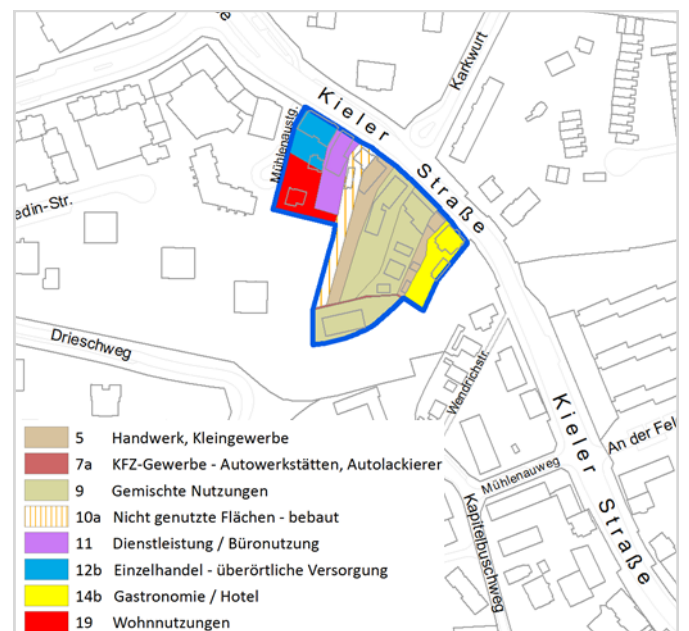 Kieler Straße
Karkwurt
Mühlenaustg.
edin-Str.
Drieschweg
Wendrichstr.
Kieler Straße
An der Fel
Mühlenauweg
Kapitelbuschweg
5 Handwerk, Kleingewerbe
7a KFZ-Gewerbe - Autowerkstätten, Autolackierer
9 Gemischte Nutzungen
10a Nicht genutzte Flächen - bebaut
11 Dienstleistung / Büronutzung
12b Einzelhandel - überörtliche Versorgung
14b Gastronomie / Hotel
19 Wohnnutzungen